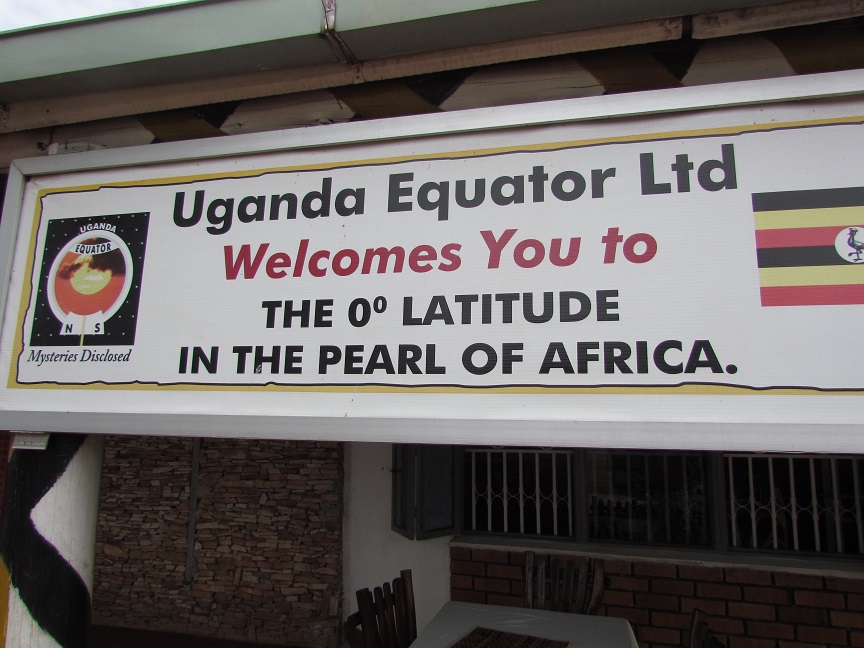 Uganda Equator Ltd
Welcomes You to
THE 0⁰ LATITUDE
IN THE PEARL OF AFRICA.
UGANDA
EQUATOR
N S
Mysteries Disclosed